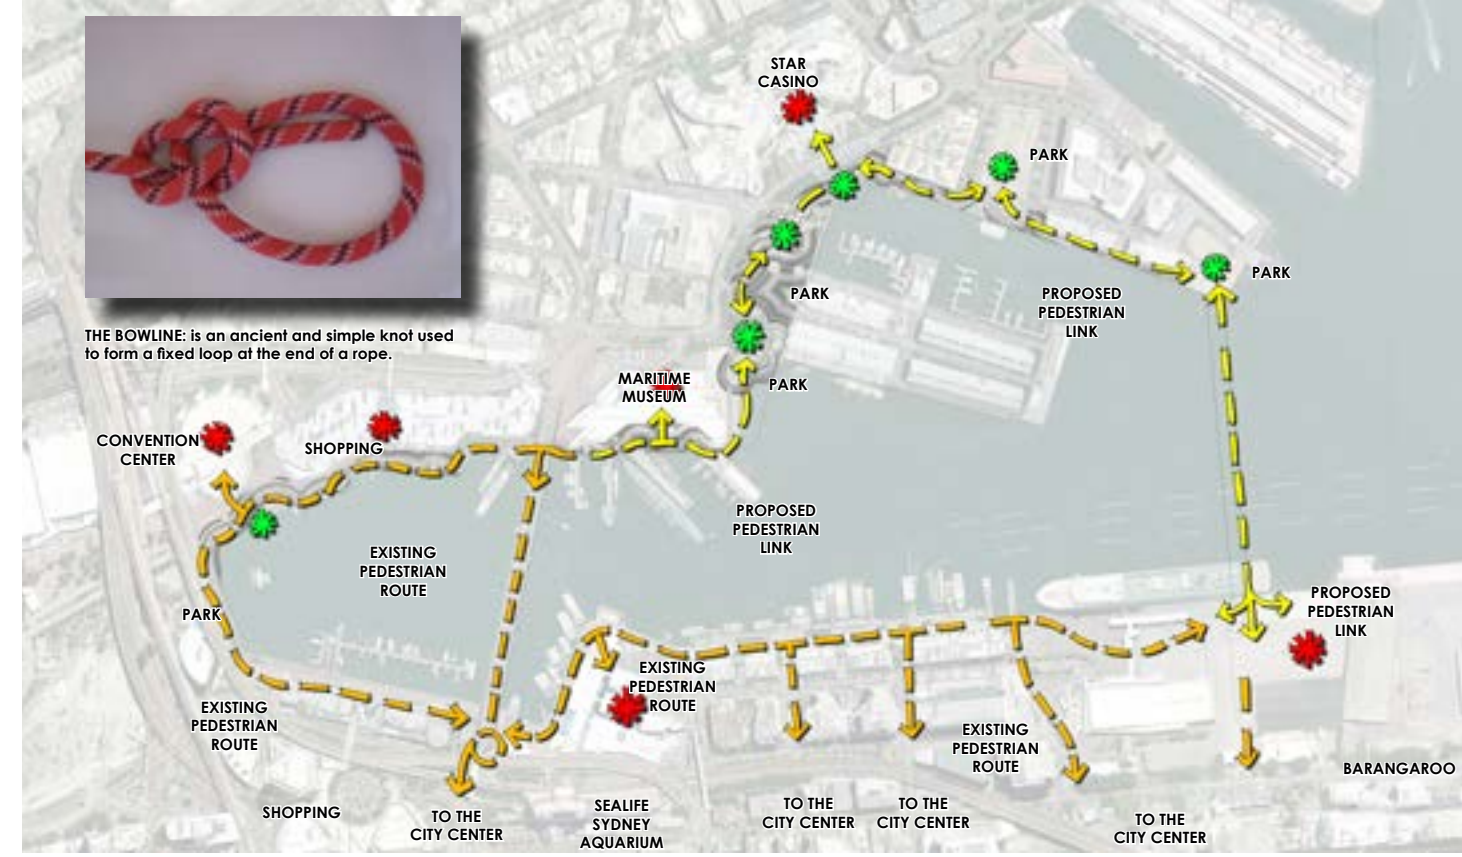 STAR
CASINO
PARK
PARK
PARK
PROPOSED
PEDESTRIAN
LINK
THE BOWLINE: is an ancient and simple knot used
to form a fixed loop at the end of a rope.
MARITIME
MUSEUM
PARK
CONVENTION
CENTER
SHOPPING
PROPOSED
PEDESTRIAN
LINK
EXISTING
PEDESTRIAN
ROUTE
PARK
PROPOSED
PEDESTRIAN
LINK
EXISTING
PEDESTRIAN
ROUTE
EXISTING
PEDESTRIAN
ROUTE
EXISTING
PEDESTRIAN
ROUTE
BARANGAROO
SHOPPING
TO THE
CITY CENTER
SEALIFE
SYDNEY
AQUARIUM
TO THE
CITY CENTER
TO THE
CITY CENTER
TO THE
CITY CENTER